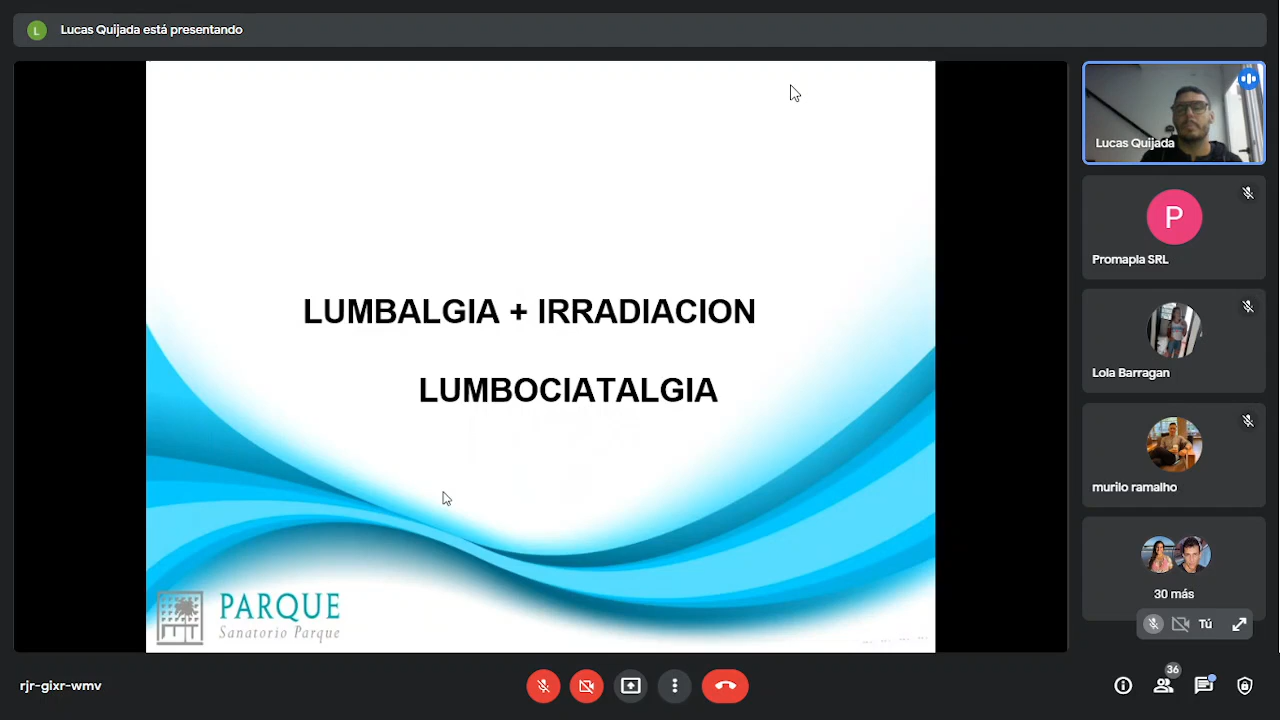 L
Lucas Quijada está presentando
LUMBALGIA + IRRADIACION
LUMBOCIATALGIA
PARQUE
Sanatorio Parque
Lucas Quijada
P
Promapla SRL
Lola Barragan
murilo ramalho
30 más
Tú
rjr-gixr-wmv
36